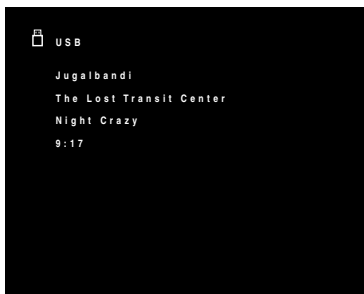 USB
Jugalbandi
The Lost Transit Center
Night Crazy
9:17